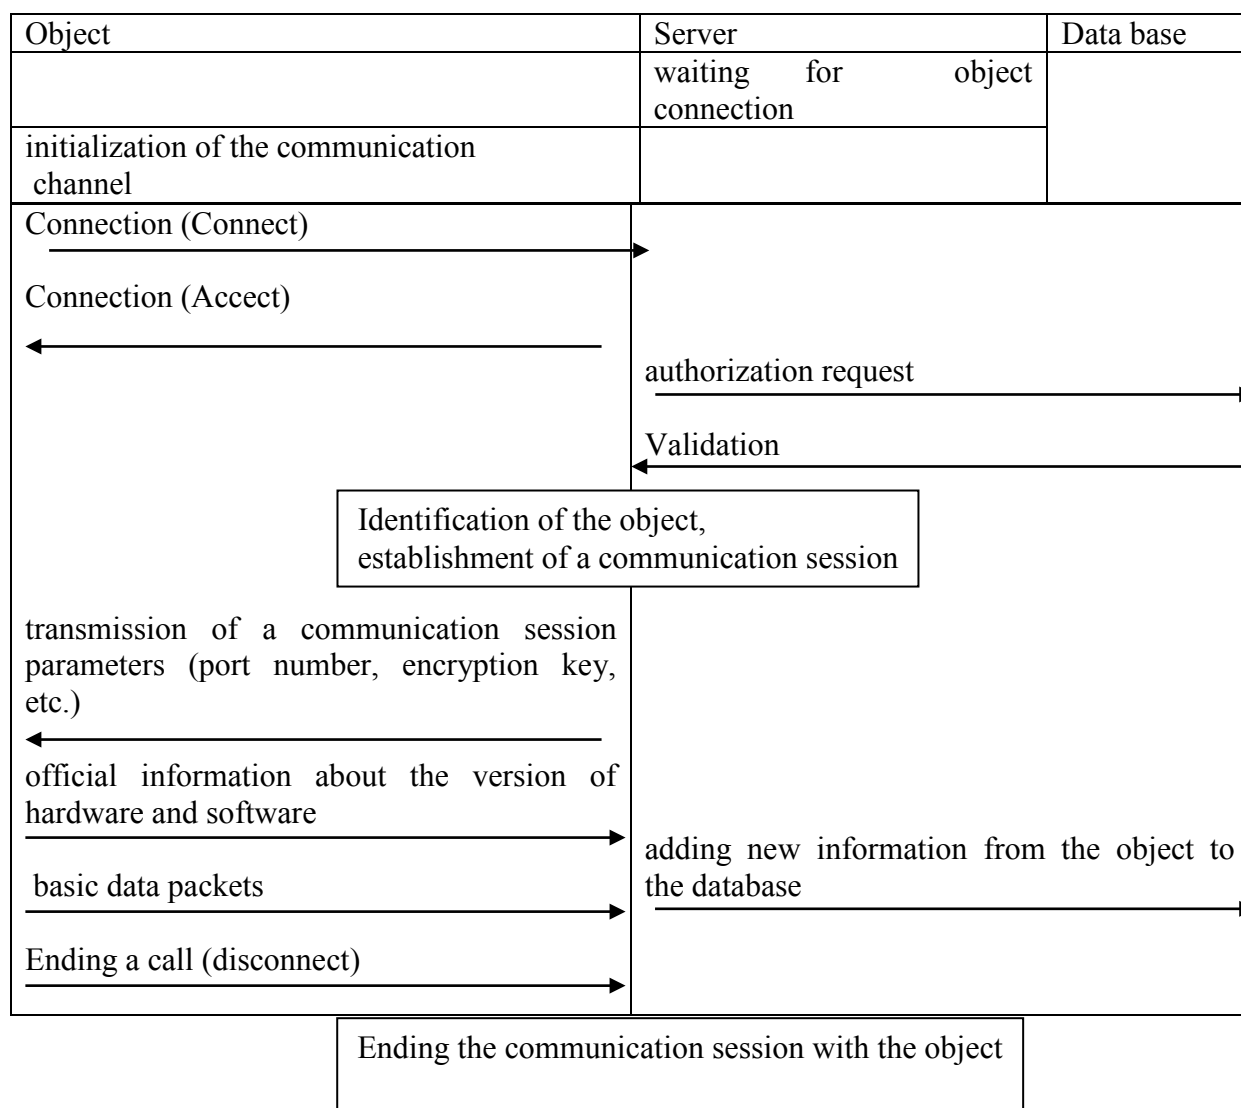 Object
Server
Data base
waiting for object
connection
initialization of the communication
channel
Connection (Connect)
Connection (Accect)
authorization request
Validation
Identification of the object,
establishment of a communication session
transmission of a communication session
parameters (port number, encryption key,
etc.)
official information about the version of
hardware and software
adding new information from the object to
the database
basic data packets
Ending a call (disconnect)
Ending the communication session with the object